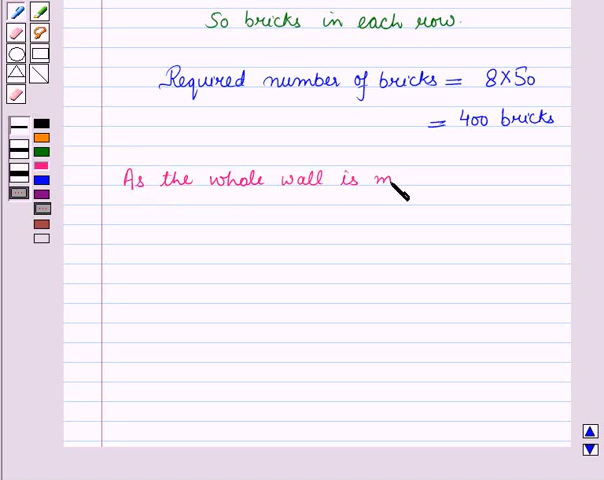 So bricks in each row.
Required number of bricks = 8×50
= 400 bricks
As the whole wall is m